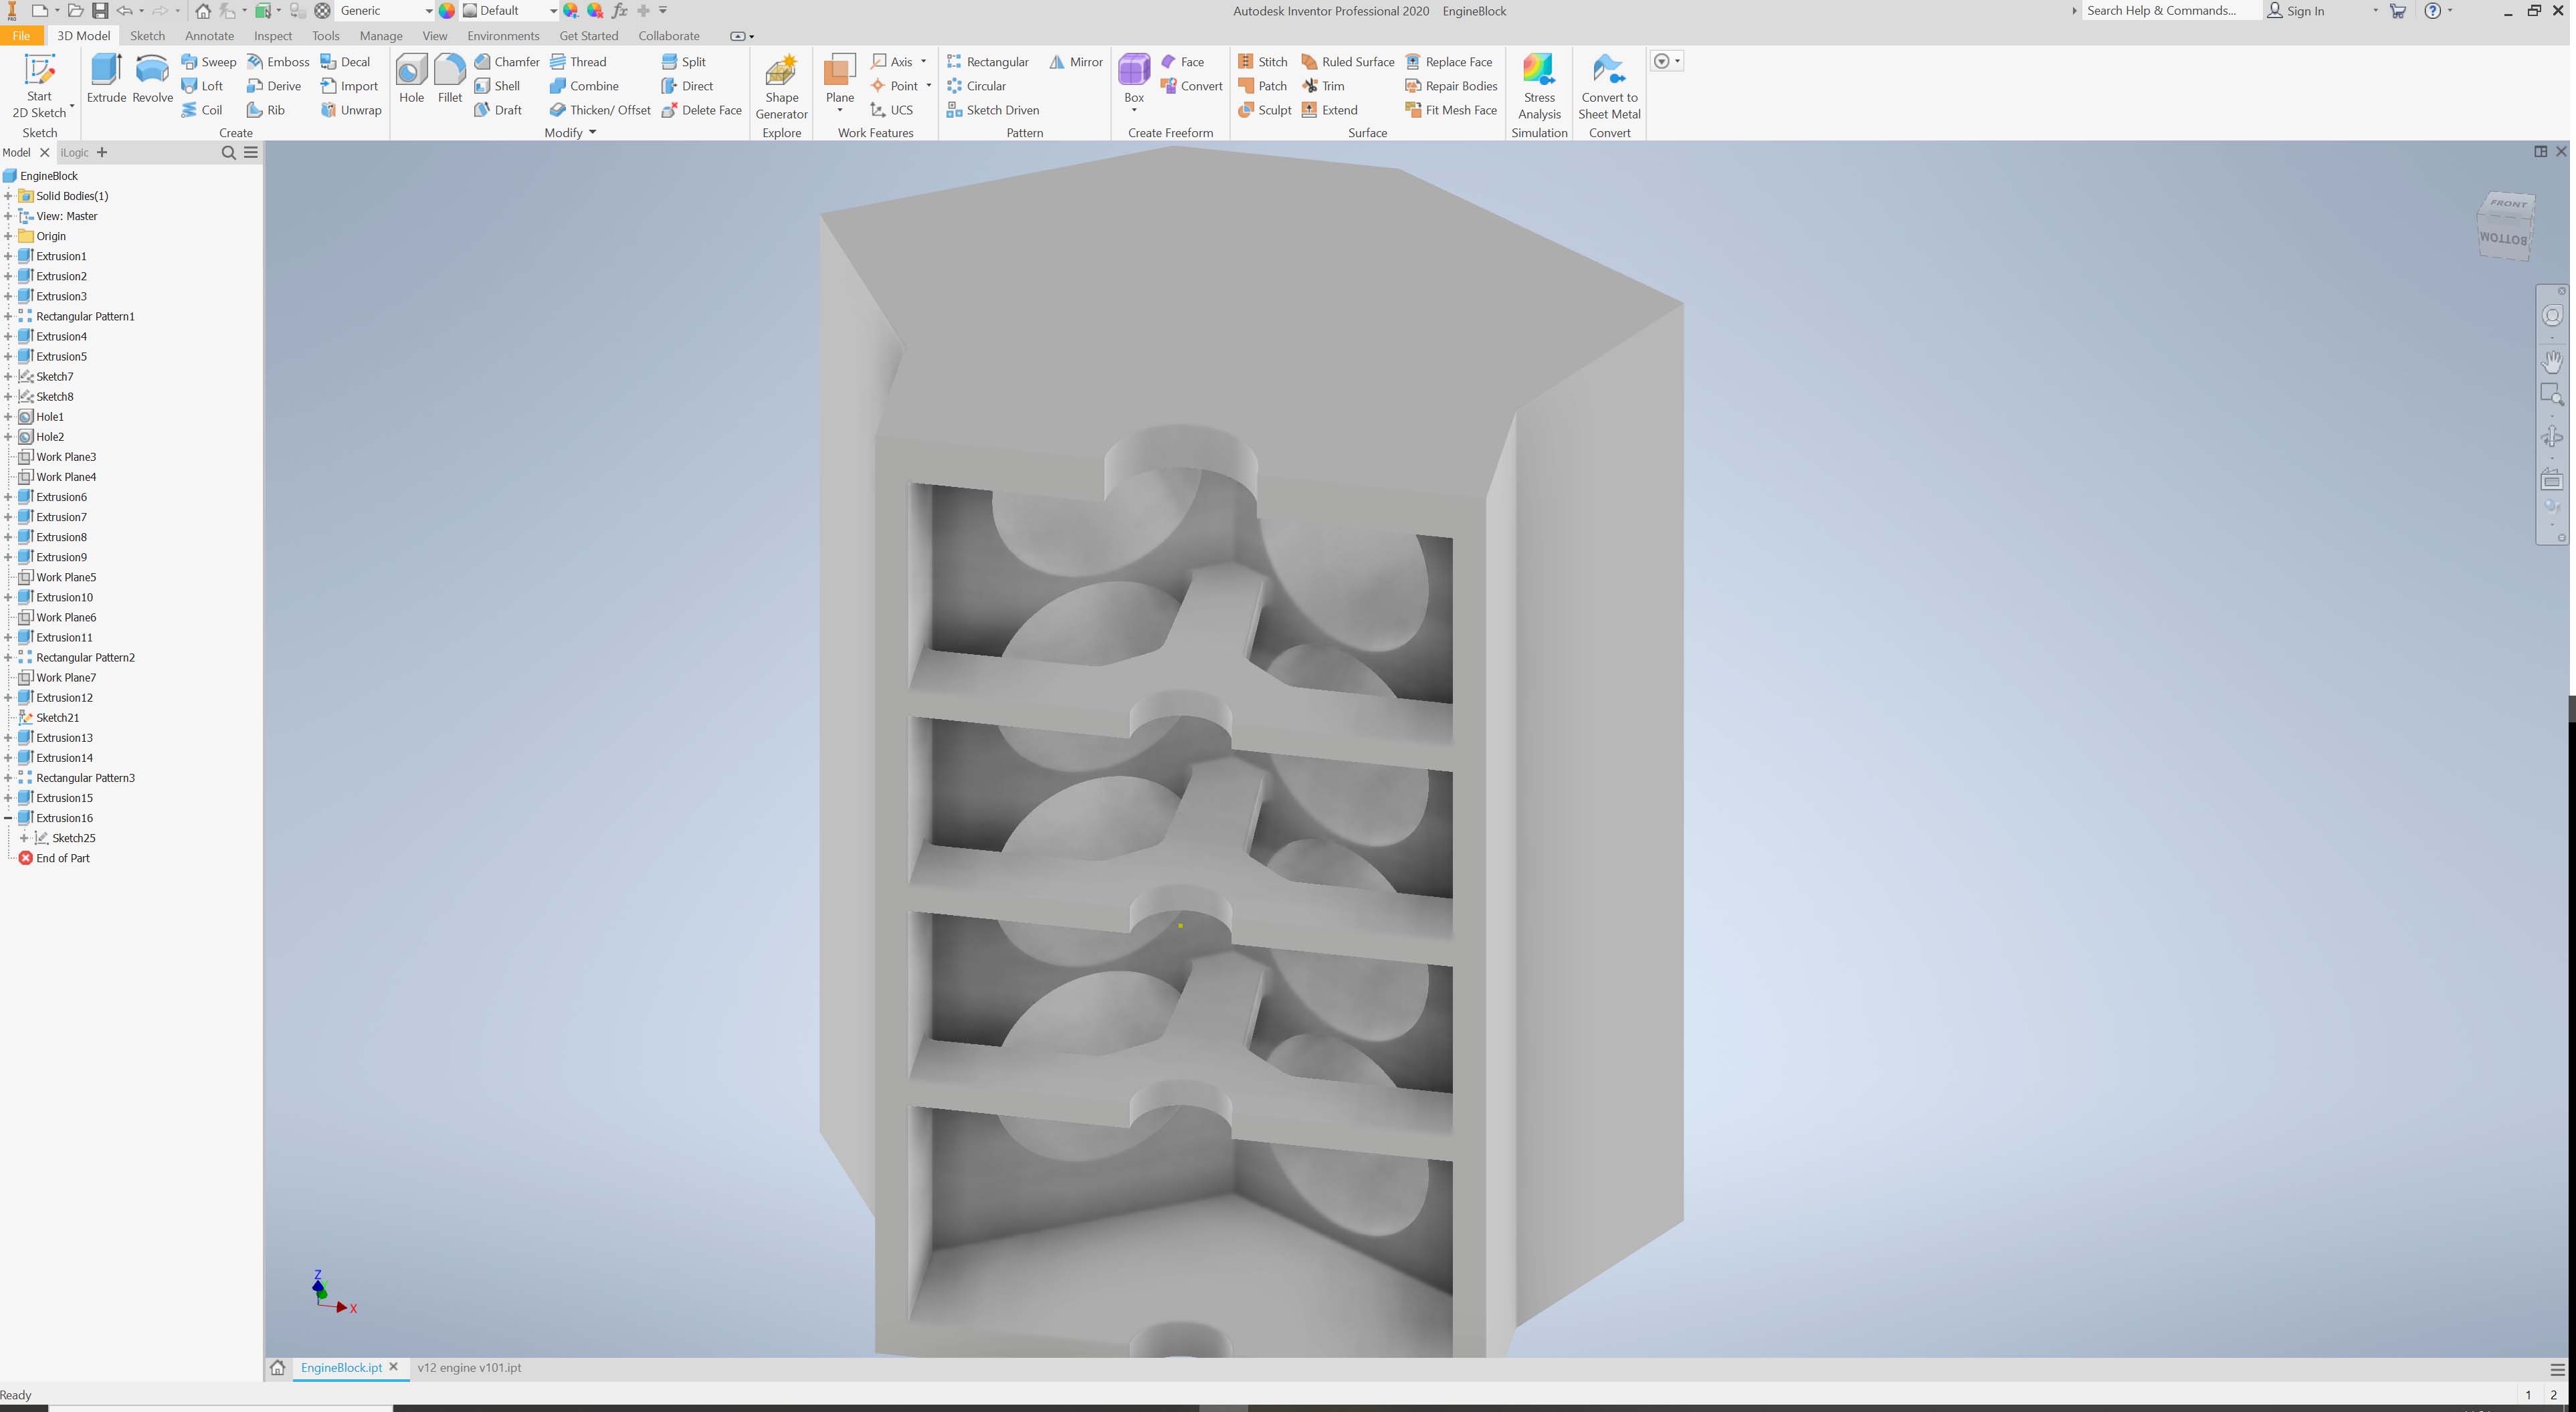 PRO Generic Default fx Autodesk Inventor Professional 2020 EngineBlock Search Help & Commands... Sign In
File 3D Model Sketch Annotate Inspect Tools Manage View Environments Get Started Collaborate
Sweep Emboss Decal Chamfer Thread Split Axis Rectangular Mirror Face Stitch Ruled Surface Replace Face
Loft Derive Import Shell Combine Direct Point Circular Convert Patch Trim Repair Bodies
Start Extrude Revolve Hole Fillet Shape Plane Box Stress Convert to
2D Sketch Coil Rib Unwrap Draft Thicken/ Offset Delete Face Generator UCS Sketch Driven Sculpt Extend Fit Mesh Face Analysis Sheet Metal
Sketch Create Modify Explore Work Features Pattern Create Freeform Surface Simulation Convert
Model iLogic
EngineBlock
Solid Bodies(1)
View: Master
Origin
Extrusion1
Extrusion2
Extrusion3
Rectangular Pattern1
Extrusion4
Extrusion5
Sketch7
Sketch8
Hole1
Hole2
Work Plane3
Work Plane4
Extrusion6
Extrusion7
Extrusion8
Extrusion9
Work Plane5
Extrusion10
Work Plane6
Extrusion11
Rectangular Pattern2
Work Plane7
Extrusion12
Sketch21
Extrusion13
Extrusion14
Rectangular Pattern3
Extrusion15
Extrusion16
Sketch25
End of Part
FRONT
BOTTOM
Z
X
EngineBlock.ipt v12 engine v101.ipt
Ready 1 2